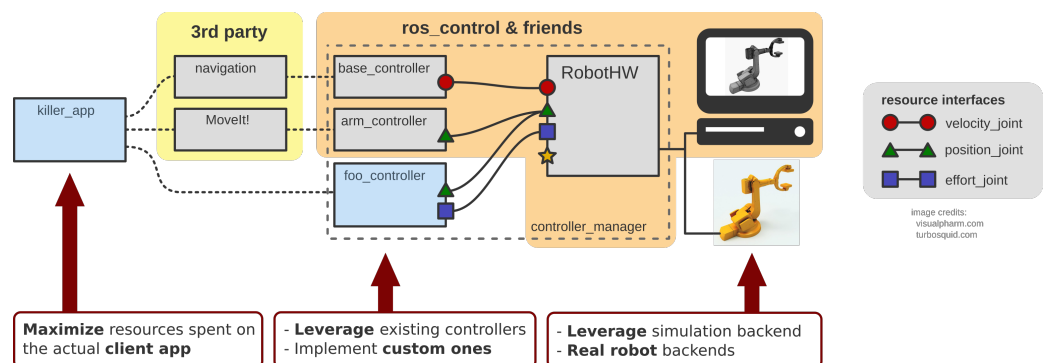 3rd party
ros_control & friends
navigation
base_controller
RobotHW
killer_app
MoveIt!
arm_controller
foo_controller
controller_manager
resource interfaces
velocity_joint
position_joint
effort_joint
image credits:
visualpharm.com
turbosquid.com
Maximize resources spent on
the actual client app
- Leverage existing controllers
- Implement custom ones
- Leverage simulation backend
- Real robot backends